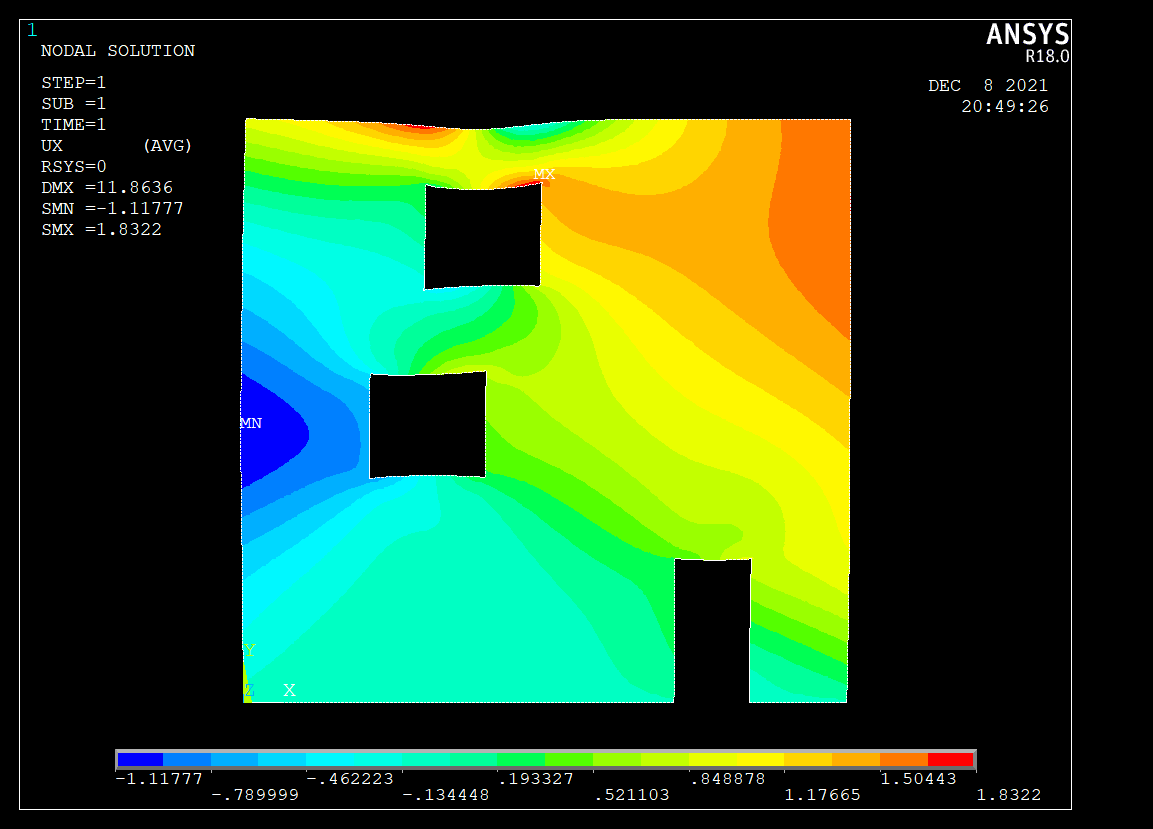 1
NODAL SOLUTION
STEP=1
SUB =1
TIME=1
UX (AVG)
RSYS=0
DMX =11.8636
SMN =-1.11777
SMX =1.8322
ANSYS
R18.0
DEC 8 2021
20:49:26
MX
MN
Y
Z X
-1.11777 -.462223 .193327 .848878 1.50443
-.789999 -.134448 .521103 1.17665 1.8322